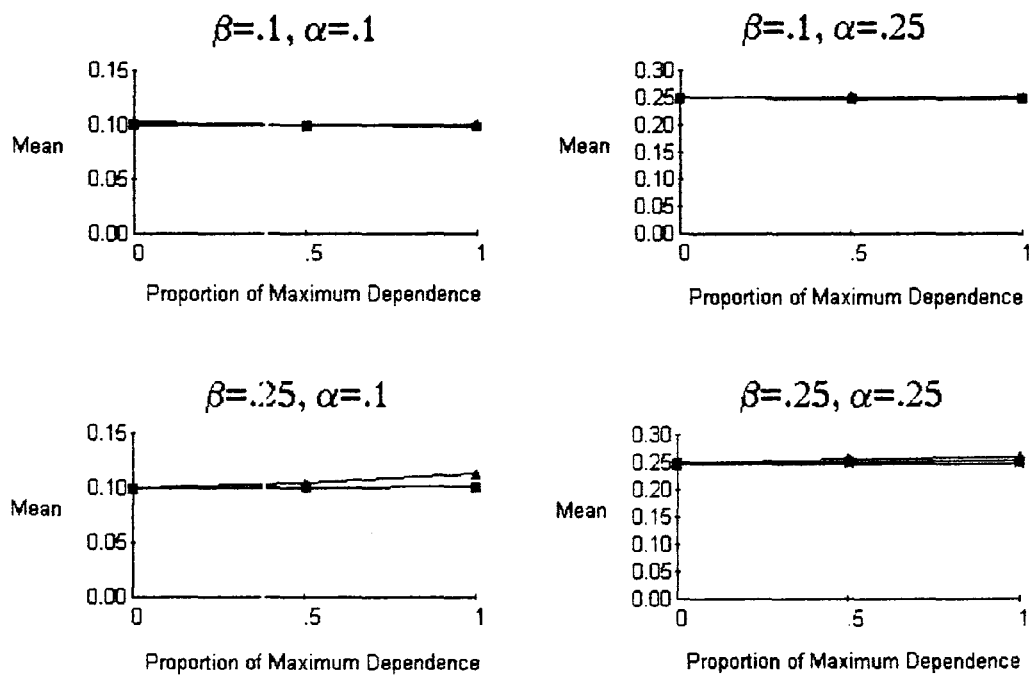 β=.1, α=.1
0.15
0.10
Mean
0.05
0.00
0 .5 1
Proportion of Maximum Dependence
β=.1, α=.25
0.30
0.25
0.20
Mean
0.15
0.10
0.05
0.00
0 .5 1
Proportion of Maximum Dependence
β=.25, α=.1
0.15
0.10
Mean
0.05
0.00
0 .5 1
Proportion of Maximum Dependence
β=.25, α=.25
0.30
0.25
0.20
Mean
0.15
0.10
0.05
0.00
0 .5 1
Proportion of Maximum Dependence